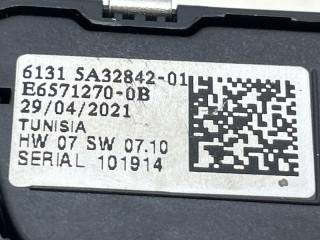 6131 5A32842-01
E6571270-0B
29/04/2021
TUNISIA
HW 07 SW 07.10
SERIAL 101914